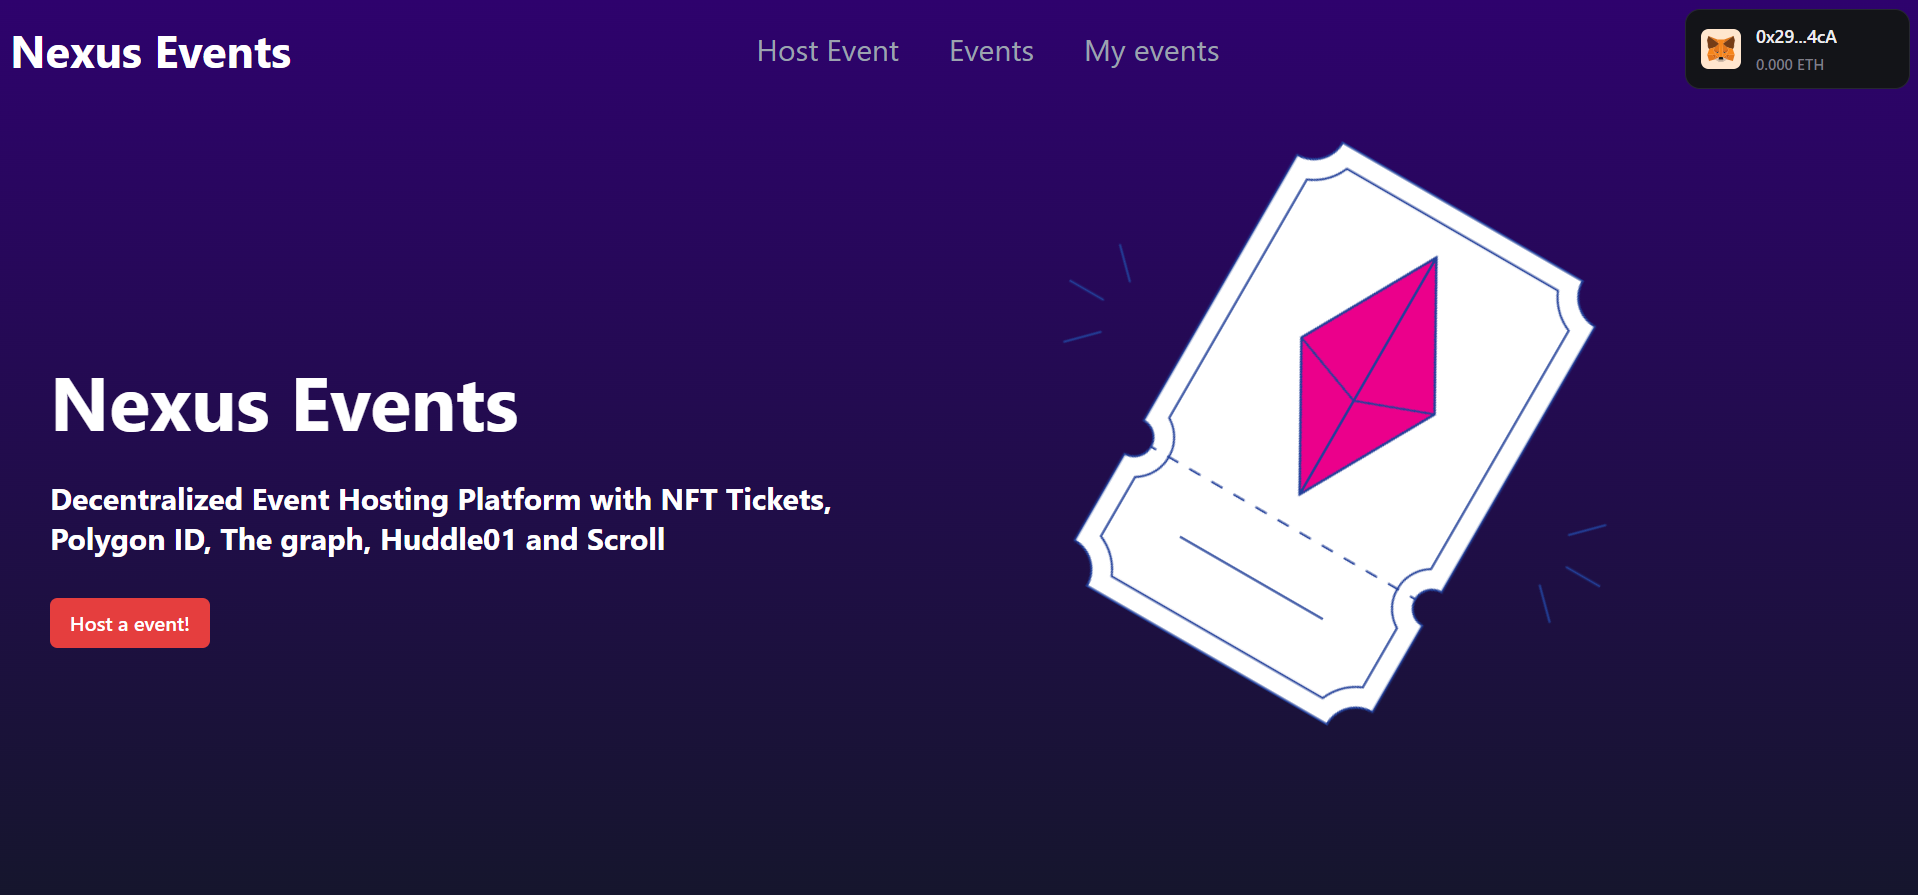 Nexus Events
Host Event
Events
My events
0x29...4cA
0.000 ETH
Nexus Events
Decentralized Event Hosting Platform with NFT Tickets,
Polygon ID, The graph, Huddle01 and Scroll
Host a event!